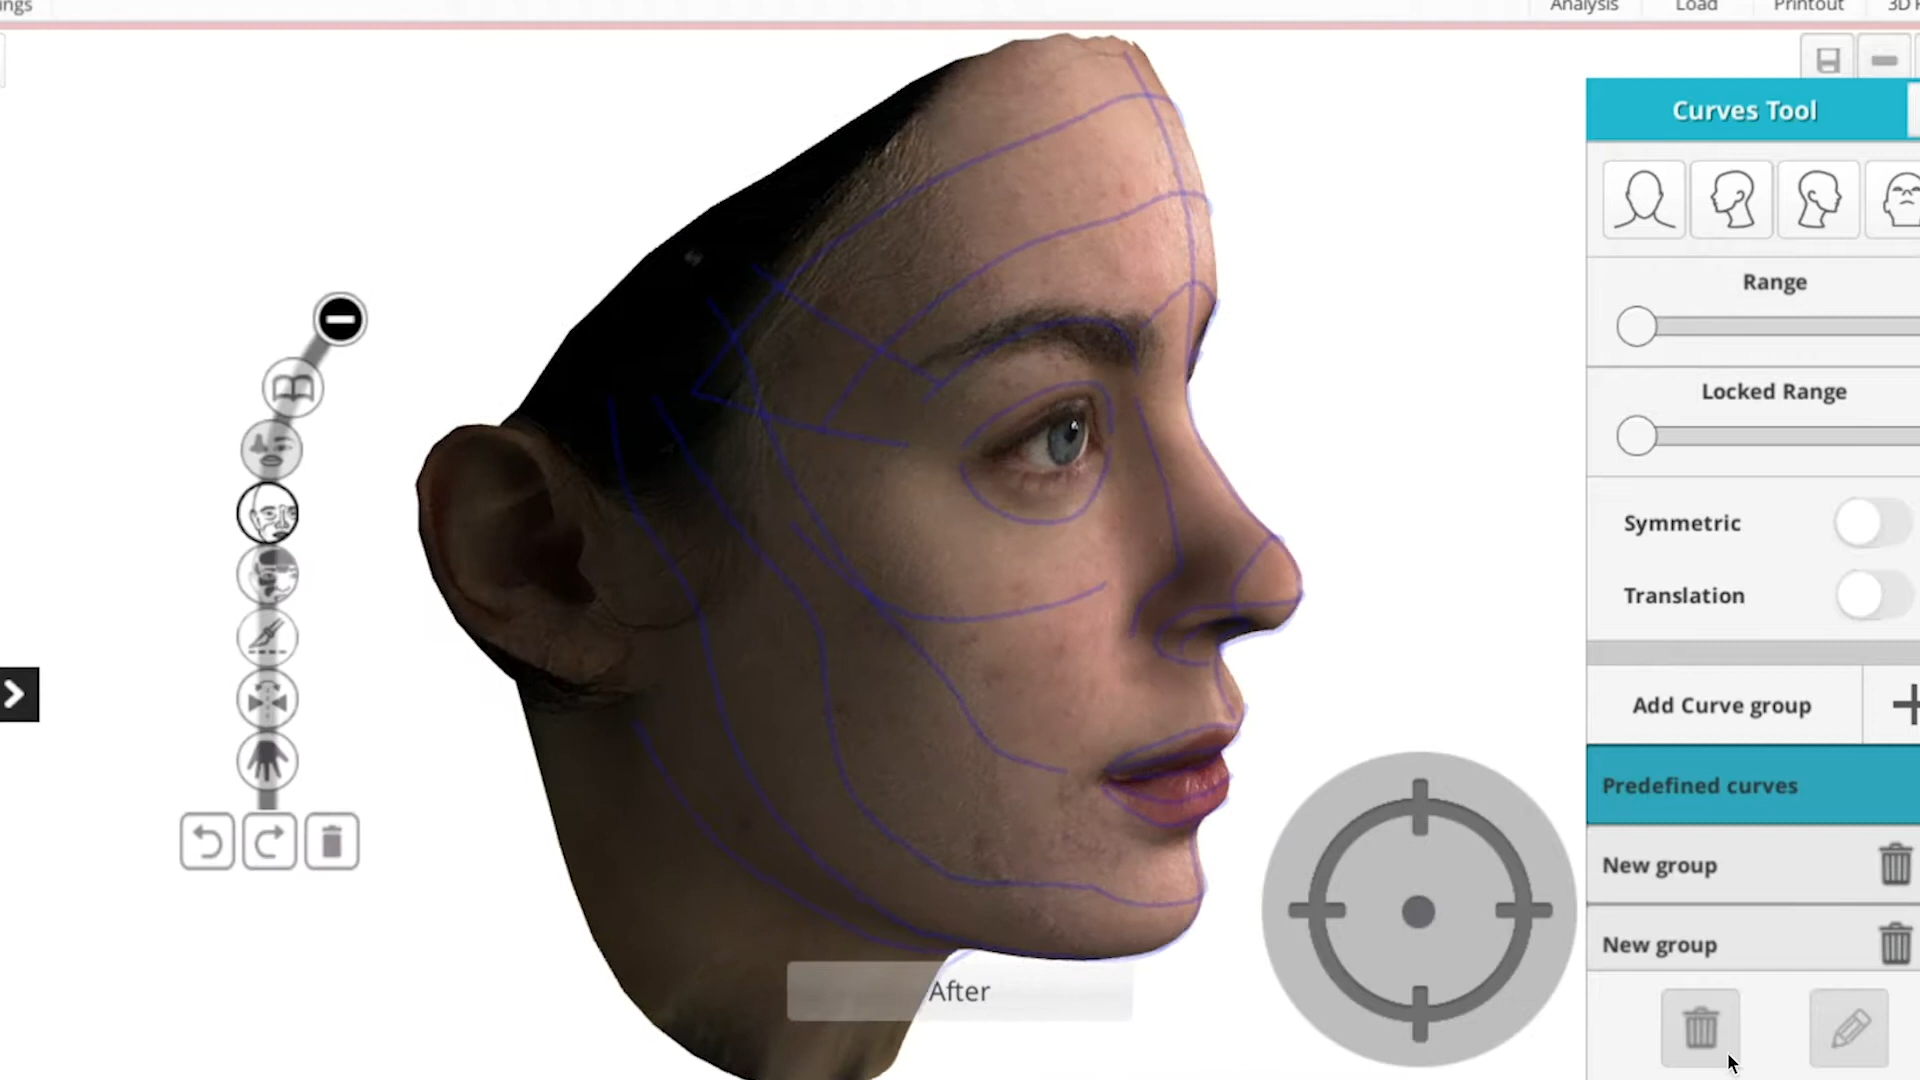 Analysis Load Printout
Curves Tool
Range
Locked Range
Symmetric
Translation
Add Curve group
Predefined curves
New group
New group
After